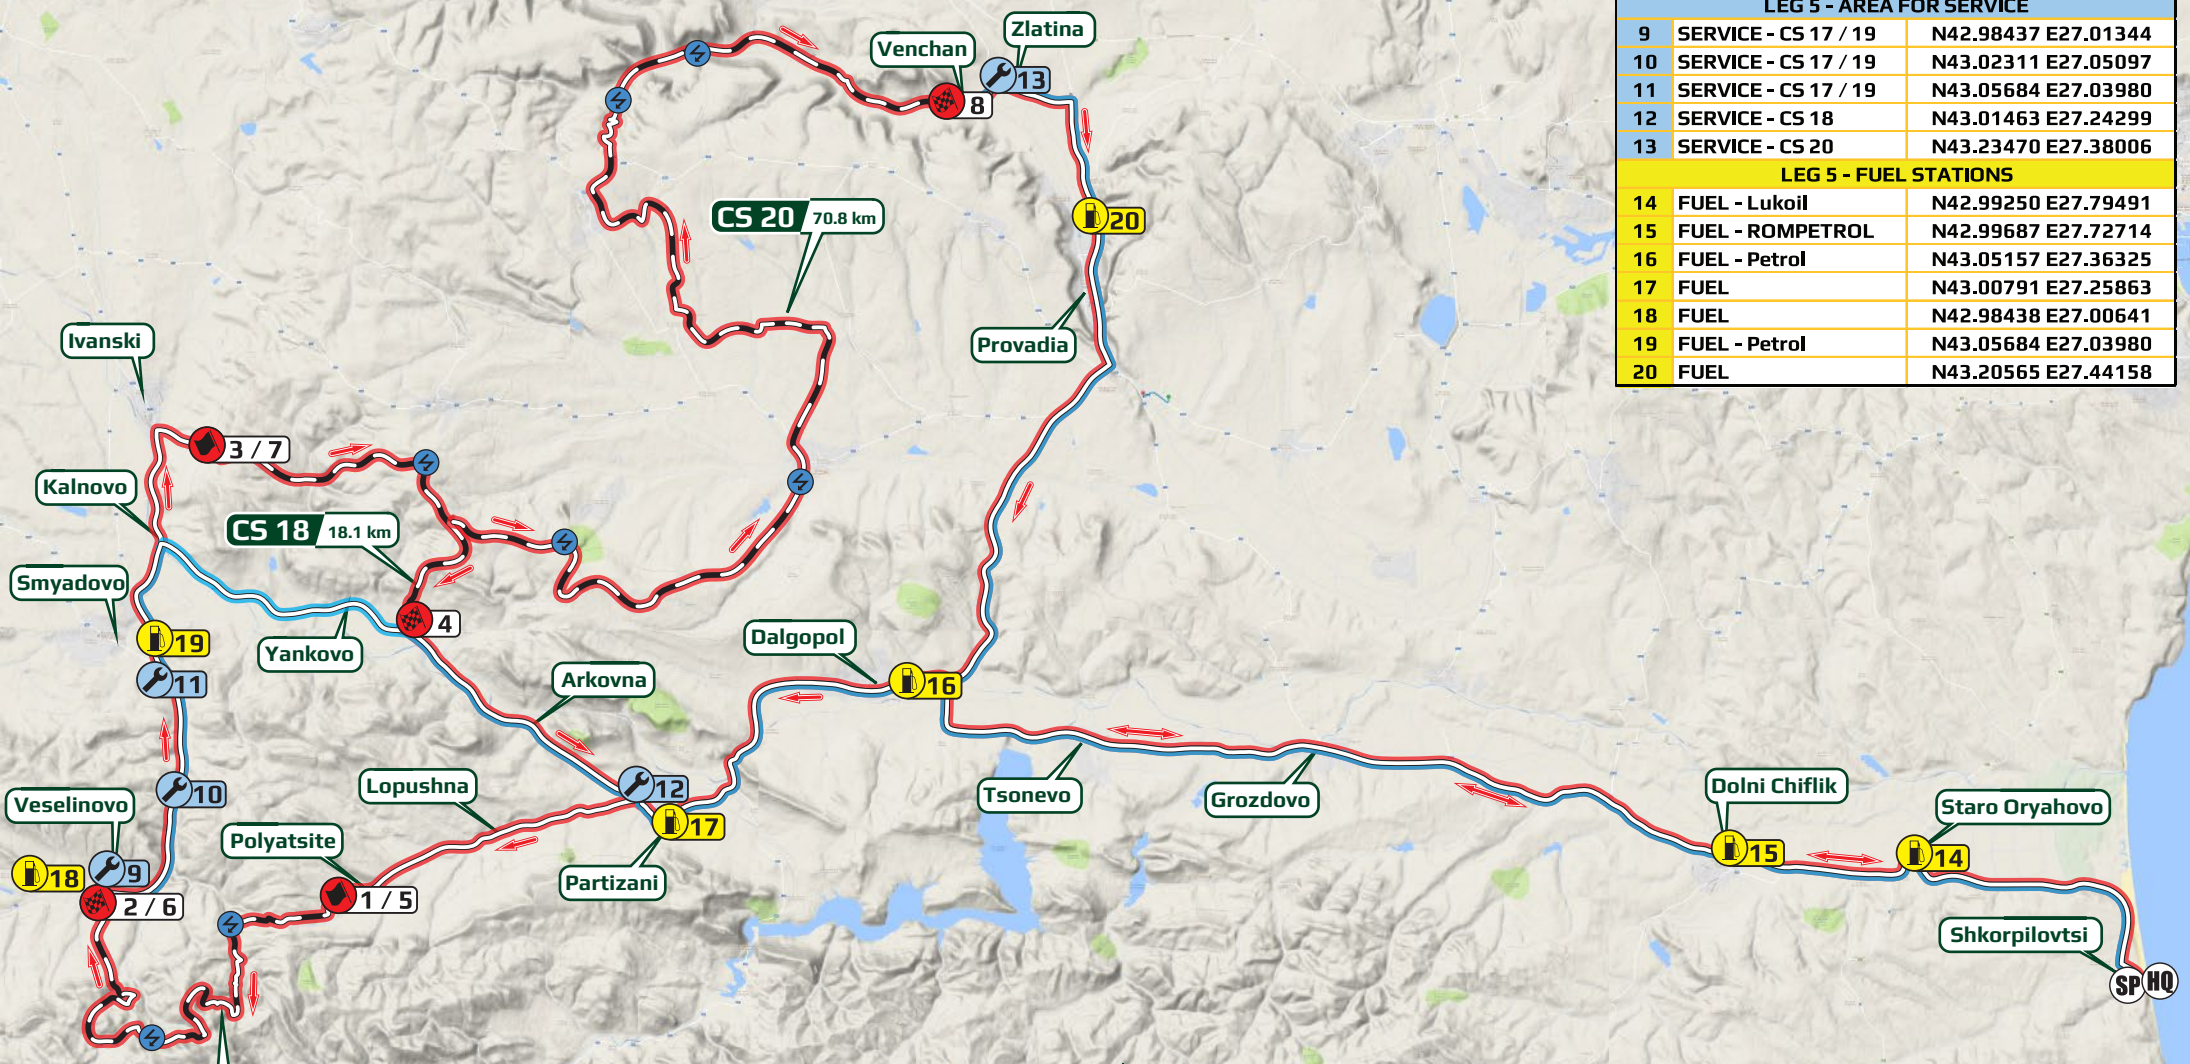 LEG 5 - AREA FOR SERVICE
9 SERVICE - CS 17 / 19 N42.98437 E27.01344
10 SERVICE - CS 17 / 19 N43.02311 E27.05097
11 SERVICE - CS 17 / 19 N43.05684 E27.03980
12 SERVICE - CS 18 N43.01463 E27.24299
13 SERVICE - CS 20 N43.23470 E27.38006
LEG 5 - FUEL STATIONS
14 FUEL - Lukoil N42.99250 E27.79491
15 FUEL - ROMPETROL N42.99687 E27.72714
16 FUEL - Petrol N43.05157 E27.36325
17 FUEL N43.00791 E27.25863
18 FUEL N42.98438 E27.00641
19 FUEL - Petrol N43.05684 E27.03980
20 FUEL N43.20565 E27.44158
Zlatina
Venchan
13
8
CS 20 70.8 km
20
Ivanski
Provadia
3 / 7
Kalnovo
CS 18 18.1 km
Smyadovo
4
19
Yankovo
Dalgopol
Arkovna
11
16
Lopushna
12
10
Tsonevo
Grozdovo
Dolni Chiflik
Staro Oryahovo
Veselinovo
17
Polyatsite
15
14
9
18
Partizani
1 / 5
2 / 6
Shkorpilovtsi
SP HQ